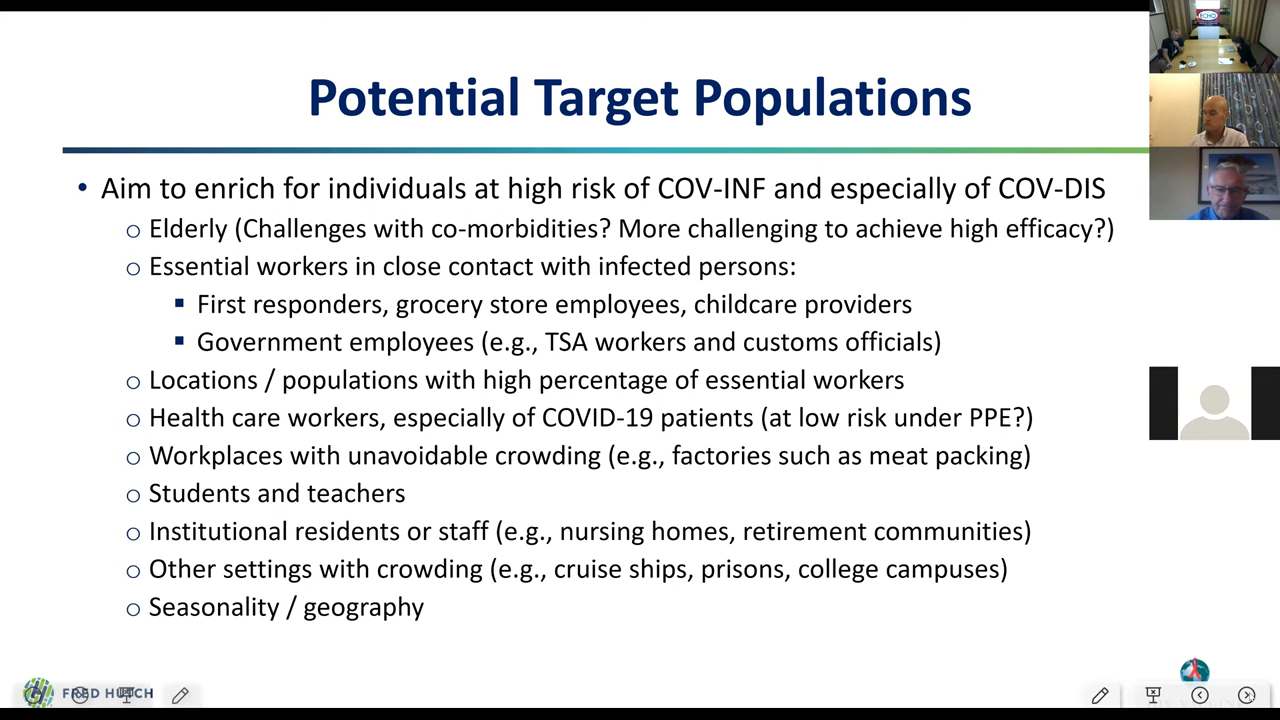 Potential Target Populations
• Aim to enrich for individuals at high risk of COV-INF and especially of COV-DIS
o Elderly (Challenges with co-morbidities? More challenging to achieve high efficacy?)
o Essential workers in close contact with infected persons:
▪ First responders, grocery store employees, childcare providers
▪ Government employees (e.g., TSA workers and customs officials)
o Locations / populations with high percentage of essential workers
o Health care workers, especially of COVID-19 patients (at low risk under PPE?)
o Workplaces with unavoidable crowding (e.g., factories such as meat packing)
o Students and teachers
o Institutional residents or staff (e.g., nursing homes, retirement communities)
o Other settings with crowding (e.g., cruise ships, prisons, college campuses)
o Seasonality / geography
FRED HUTCH
ECHO